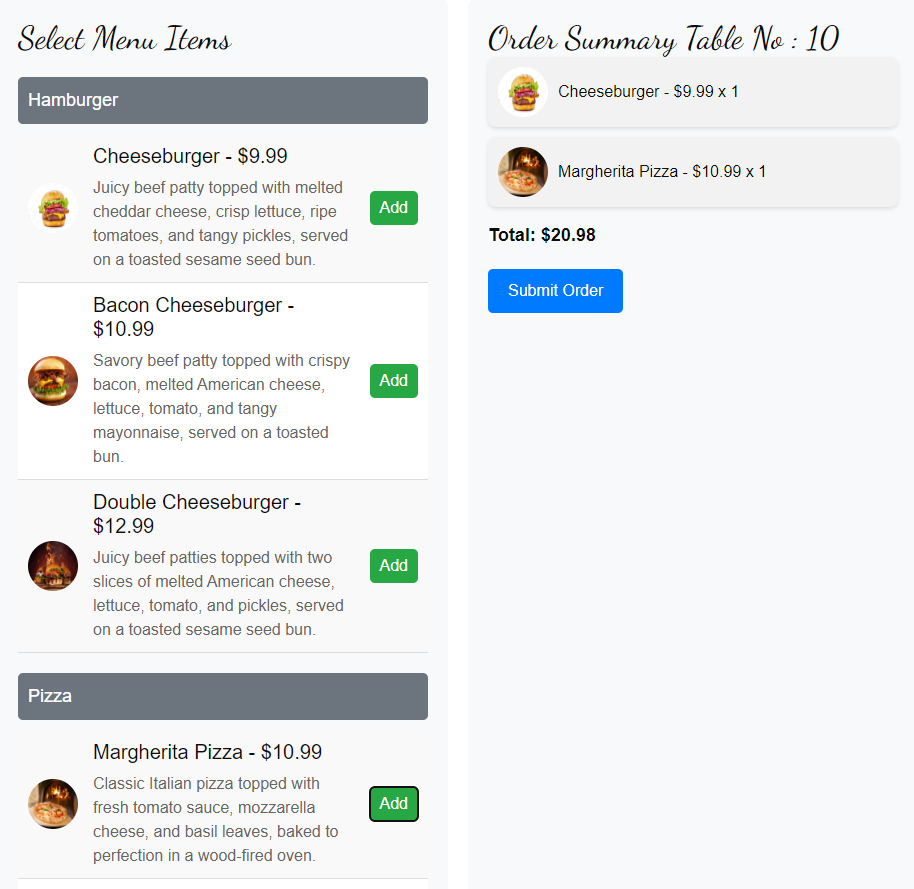 Select Menu Items
Hamburger
Cheeseburger - $9.99
Juicy beef patty topped with melted
cheddar cheese, crisp lettuce, ripe
tomatoes, and tangy pickles, served
on a toasted sesame seed bun.
Add
Bacon Cheeseburger -
$10.99
Savory beef patty topped with crispy
bacon, melted American cheese,
lettuce, tomato, and tangy
mayonnaise, served on a toasted
bun.
Add
Double Cheeseburger -
$12.99
Juicy beef patties topped with two
slices of melted American cheese,
lettuce, tomato, and pickles, served
on a toasted sesame seed bun.
Add
Pizza
Margherita Pizza - $10.99
Classic Italian pizza topped with
fresh tomato sauce, mozzarella
cheese, and basil leaves, baked to
perfection in a wood-fired oven.
Add
Order Summary Table No : 10
Cheeseburger - $9.99 x 1
Margherita Pizza - $10.99 x 1
Total: $20.98
Submit Order